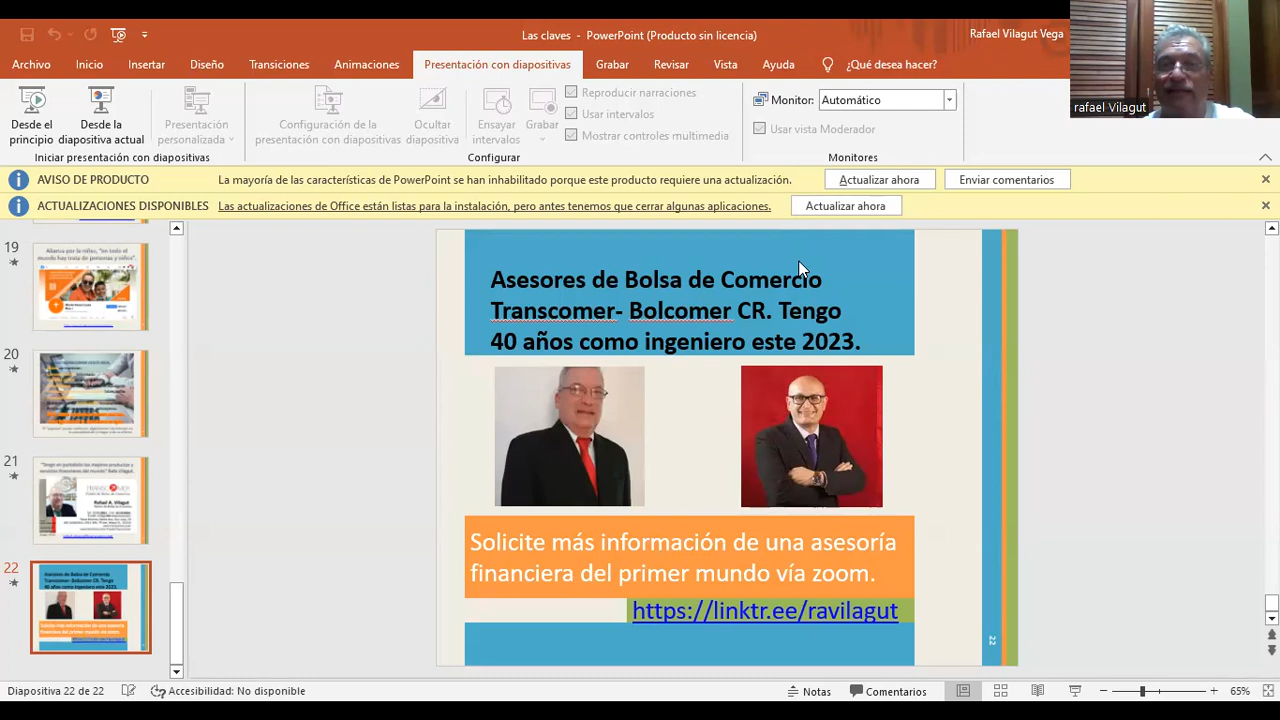 Las claves - PowerPoint (Producto sin licencia)
Rafael Vilagut Vega
rafael Vilagut
Archivo Inicio Insertar Diseño Transiciones Animaciones Presentación con diapositivas Grabar Revisar Vista Ayuda ¿Qué desea hacer?
Desde el principio
Desde la diapositiva actual
Presentación personalizada
Iniciar presentación con diapositivas
Configuración de la presentación con diapositivas
Ocultar diapositiva
Ensayar intervalos
Grabar
Reproducir narraciones
Usar intervalos
Mostrar controles multimedia
Configurar
Monitor: Automático
Usar vista Moderador
Monitores
AVISO DE PRODUCTO La mayoría de las características de PowerPoint se han inhabilitado porque este producto requiere una actualización. Actualizar ahora Enviar comentarios
ACTUALIZACIONES DISPONIBLES Las actualizaciones de Office están listas para la instalación, pero antes tenemos que cerrar algunas aplicaciones. Actualizar ahora
19
20
21
22
Asesores de Bolsa de Comercio
Transcomer- Bolcomer CR. Tengo
40 años como ingeniero este 2023.
Solicite más información de una asesoría
financiera del primer mundo vía zoom.
https://linktr.ee/ravilagut
22
Diapositiva 22 de 22 Accesibilidad: No disponible Notas Comentarios 65%